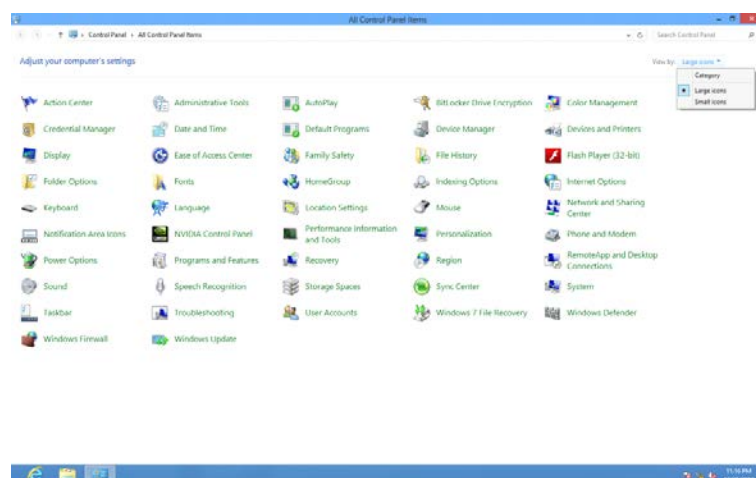 All Control Panel Items
Control Panel All Control Panel Items
Search Control Panel
Adjust your computer's settings
View by: Large icons
Category
Large icons
Small icons
Action Center
Administrative Tools
AutoPlay
BitLocker Drive Encryption
Color Management
Credential Manager
Date and Time
Default Programs
Device Manager
Devices and Printers
Display
Ease of Access Center
Family Safety
File History
Flash Player (32-bit)
Folder Options
Fonts
HomeGroup
Indexing Options
Internet Options
Keyboard
Language
Location Settings
Mouse
Network and Sharing
Center
Notification Area Icons
NVIDIA Control Panel
Performance Information
and Tools
Personalization
Phone and Modem
Power Options
Programs and Features
Recovery
Region
RemoteApp and Desktop
Connections
Sound
Speech Recognition
Storage Spaces
Sync Center
System
Taskbar
Troubleshooting
User Accounts
Windows 7 File Recovery
Windows Defender
Windows Firewall
Windows Update
11:16 PM